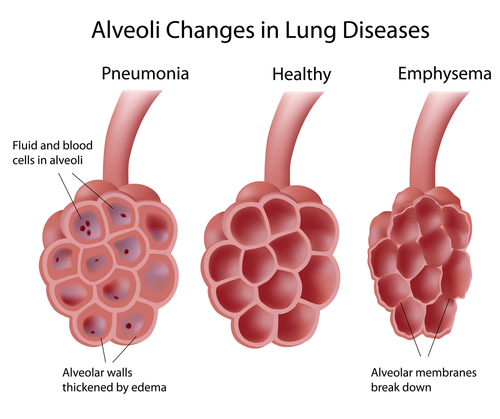 Alveoli Changes in Lung Diseases
Pneumonia
Healthy
Emphysema
Fluid and blood
cells in alveoli
Alveolar walls
thickened by edema
Alveolar membranes
break down